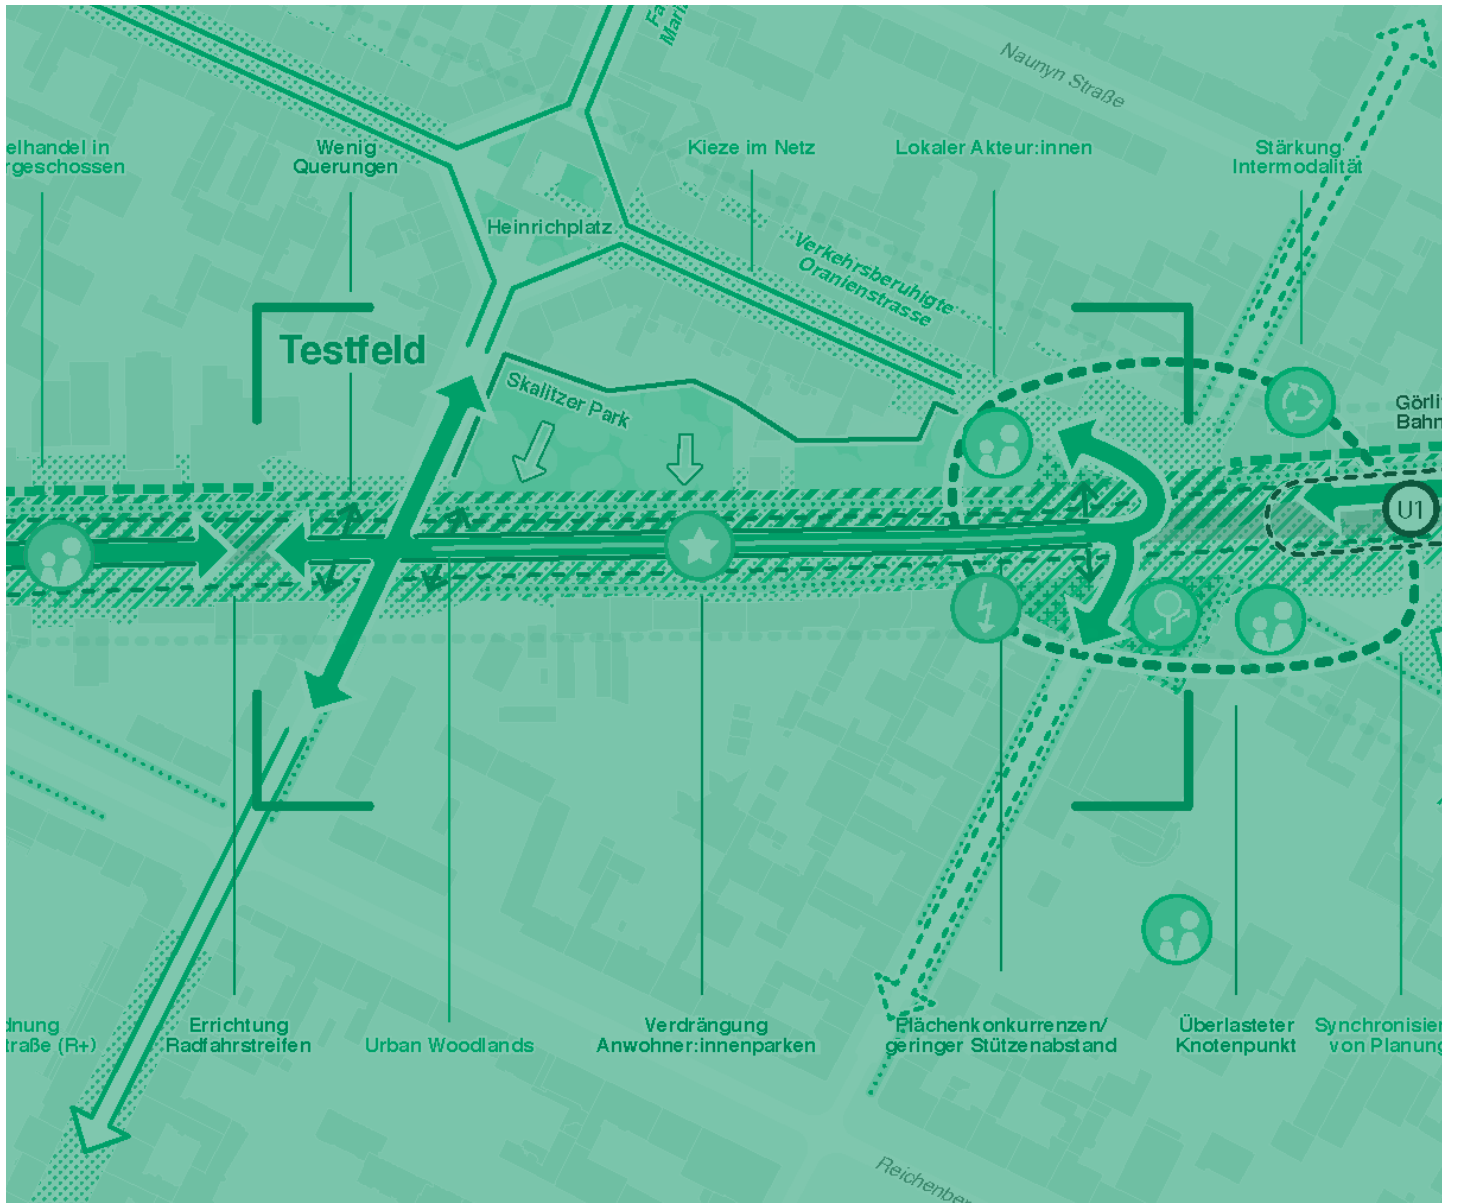 Naunyn Straße
elhandel in
rgeschossen
Wenig
Querungen
Kieze im Netz
Lokaler Akteur:innen
Stärkung
Intermodalität
Heinrichplatz
Verkehrsberuhigte
Oranienstrasse
Testfeld
Skalitzer Park
Görli
Bahn
U1
dnung
traße (R+)
Errichtung
Radfahrstreifen
Urban Woodlands
Verdrängung
Anwohner:innenparken
Flächenkonkurrenzen/
geringer Stützenabstand
Überlasteter
Knotenpunkt
Synchronisier
von Planung
Reichenber